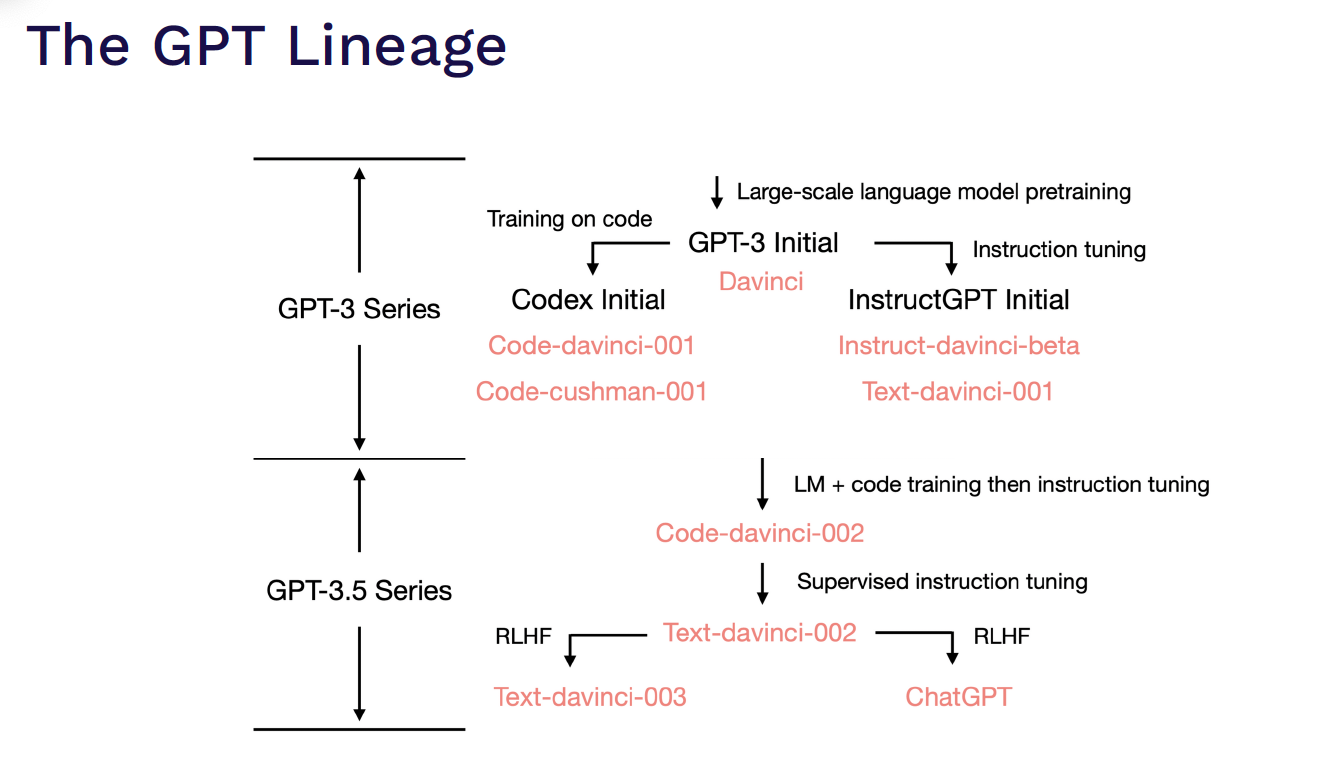 The GPT Lineage
Large-scale language model pretraining
Training on code
GPT-3 Initial
Instruction tuning
Davinci
Codex Initial
InstructGPT Initial
GPT-3 Series
Code-davinci-001
Instruct-davinci-beta
Code-cushman-001
Text-davinci-001
LM + code training then instruction tuning
Code-davinci-002
Supervised instruction tuning
GPT-3.5 Series
RLHF
Text-davinci-002
RLHF
Text-davinci-003
ChatGPT